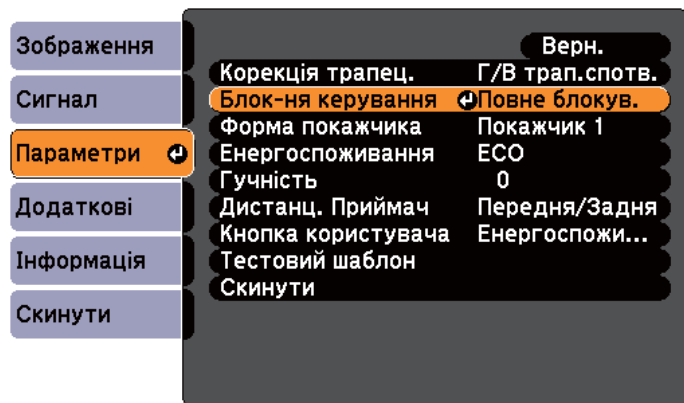 Зображення
Сигнал
Параметри
Додаткові
Інформація
Скинути
Верн.
Корекція трапец. Г/В трап.спотв.
Блок-ня керування Повне блокув.
Форма покажчика Покажчик 1
Енергоспоживання ECO
Гучність 0
Дистанц. Приймач Передня/Задня
Кнопка користувача Енергоспожи...
Тестовий шаблон
Скинути